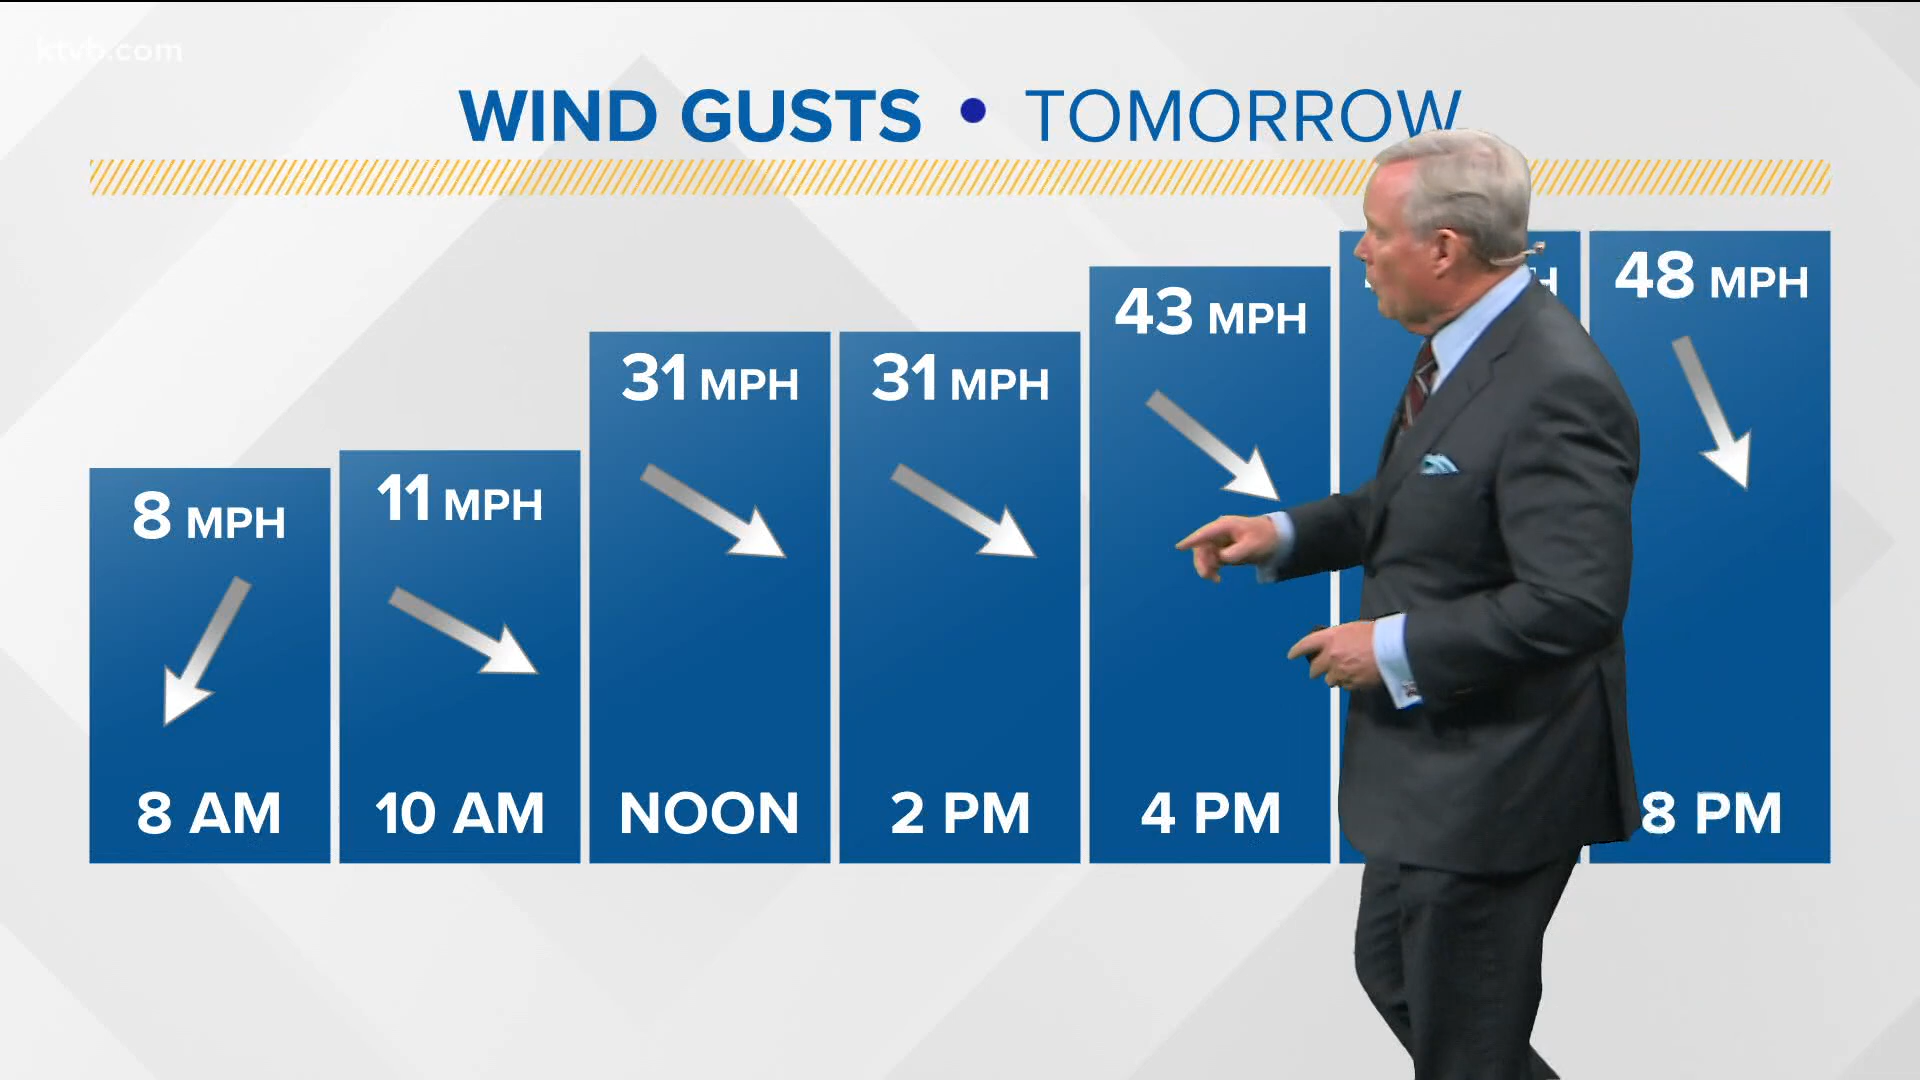 ktvb.com
WIND GUSTS • TOMORROW
8 MPH
11 MPH
31 MPH
31 MPH
43 MPH
48 MPH
8 AM
10 AM
NOON
2 PM
4 PM
8 PM